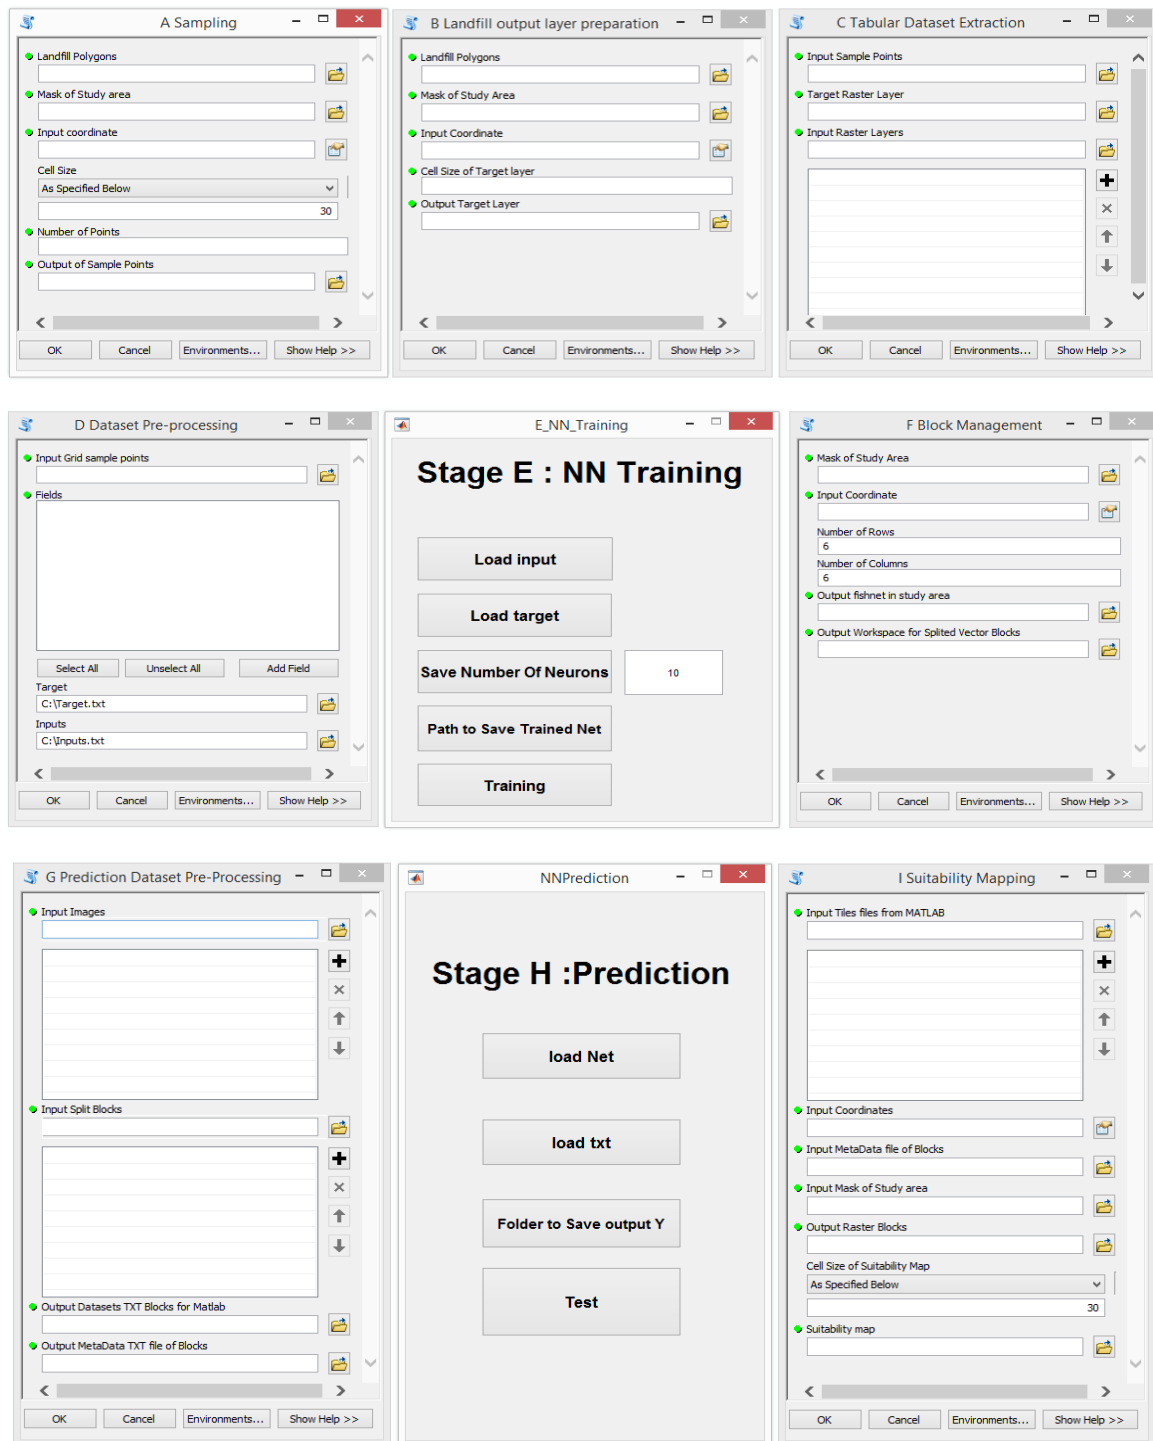 A Sampling
Landfill Polygons
Mask of Study area
Input coordinate
Cell Size
As Specified Below
30
Number of Points
Output of Sample Points
OK Cancel Environments... Show Help >>
B Landfill output layer preparation
Landfill Polygons
Mask of Study Area
Input Coordinate
Cell Size of Target layer
Output Target Layer
OK Cancel Environments... Show Help >>
C Tabular Dataset Extraction
Input Sample Points
Target Raster Layer
Input Raster Layers
OK Cancel Environments... Show Help >>
D Dataset Pre-processing
Input Grid sample points
Fields
Select All Unselect All Add Field
Target
C:\Target.txt
Inputs
C:\Inputs.txt
OK Cancel Environments... Show Help >>
E_NN_Training
Stage E : NN Training
Load input
Load target
Save Number Of Neurons 10
Path to Save Trained Net
Training
F Block Management
Mask of Study Area
Input Coordinate
Number of Rows
6
Number of Columns
6
Output fishnet in study area
Output Workspace for Splited Vector Blocks
OK Cancel Environments... Show Help >>
G Prediction Dataset Pre-Processing
Input Images
Input Split Blocks
Output Datasets TXT Blocks for Matlab
Output MetaData TXT file of Blocks
OK Cancel Environments... Show Help >>
NNPrediction
Stage H :Prediction
load Net
load txt
Folder to Save output Y
Test
I Suitability Mapping
Input Tiles files from MATLAB
Input Coordinates
Input MetaData file of Blocks
Input Mask of Study area
Output Raster Blocks
Cell Size of Suitability Map
As Specified Below
30
Suitability map
OK Cancel Environments... Show Help >>